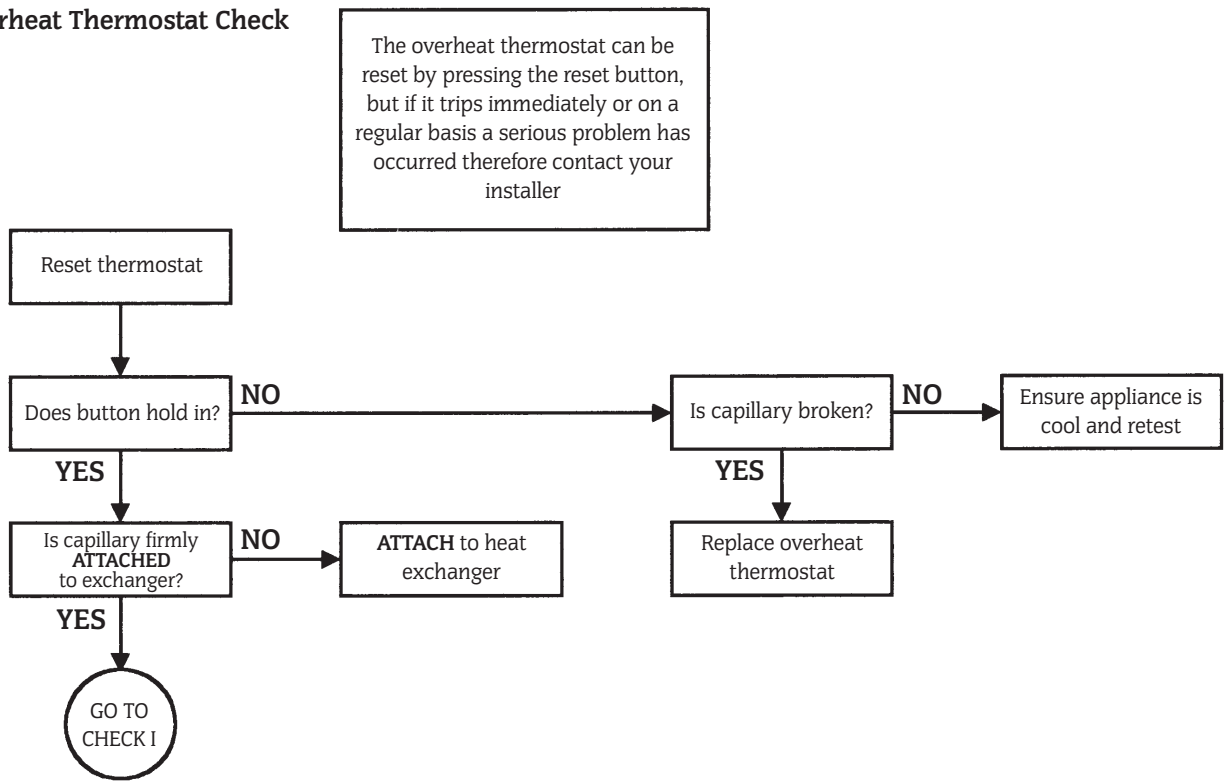 rheat Thermostat Check
The overheat thermostat can be
reset by pressing the reset button,
but if it trips immediately or on a
regular basis a serious problem has
occurred therefore contact your
installer
Reset thermostat
Does button hold in?
NO
Is capillary broken?
NO
Ensure appliance is
cool and retest
YES
YES
Is capillary firmly
ATTACHED
to exchanger?
NO
ATTACH to heat
exchanger
Replace overheat
thermostat
YES
GO TO
CHECK I